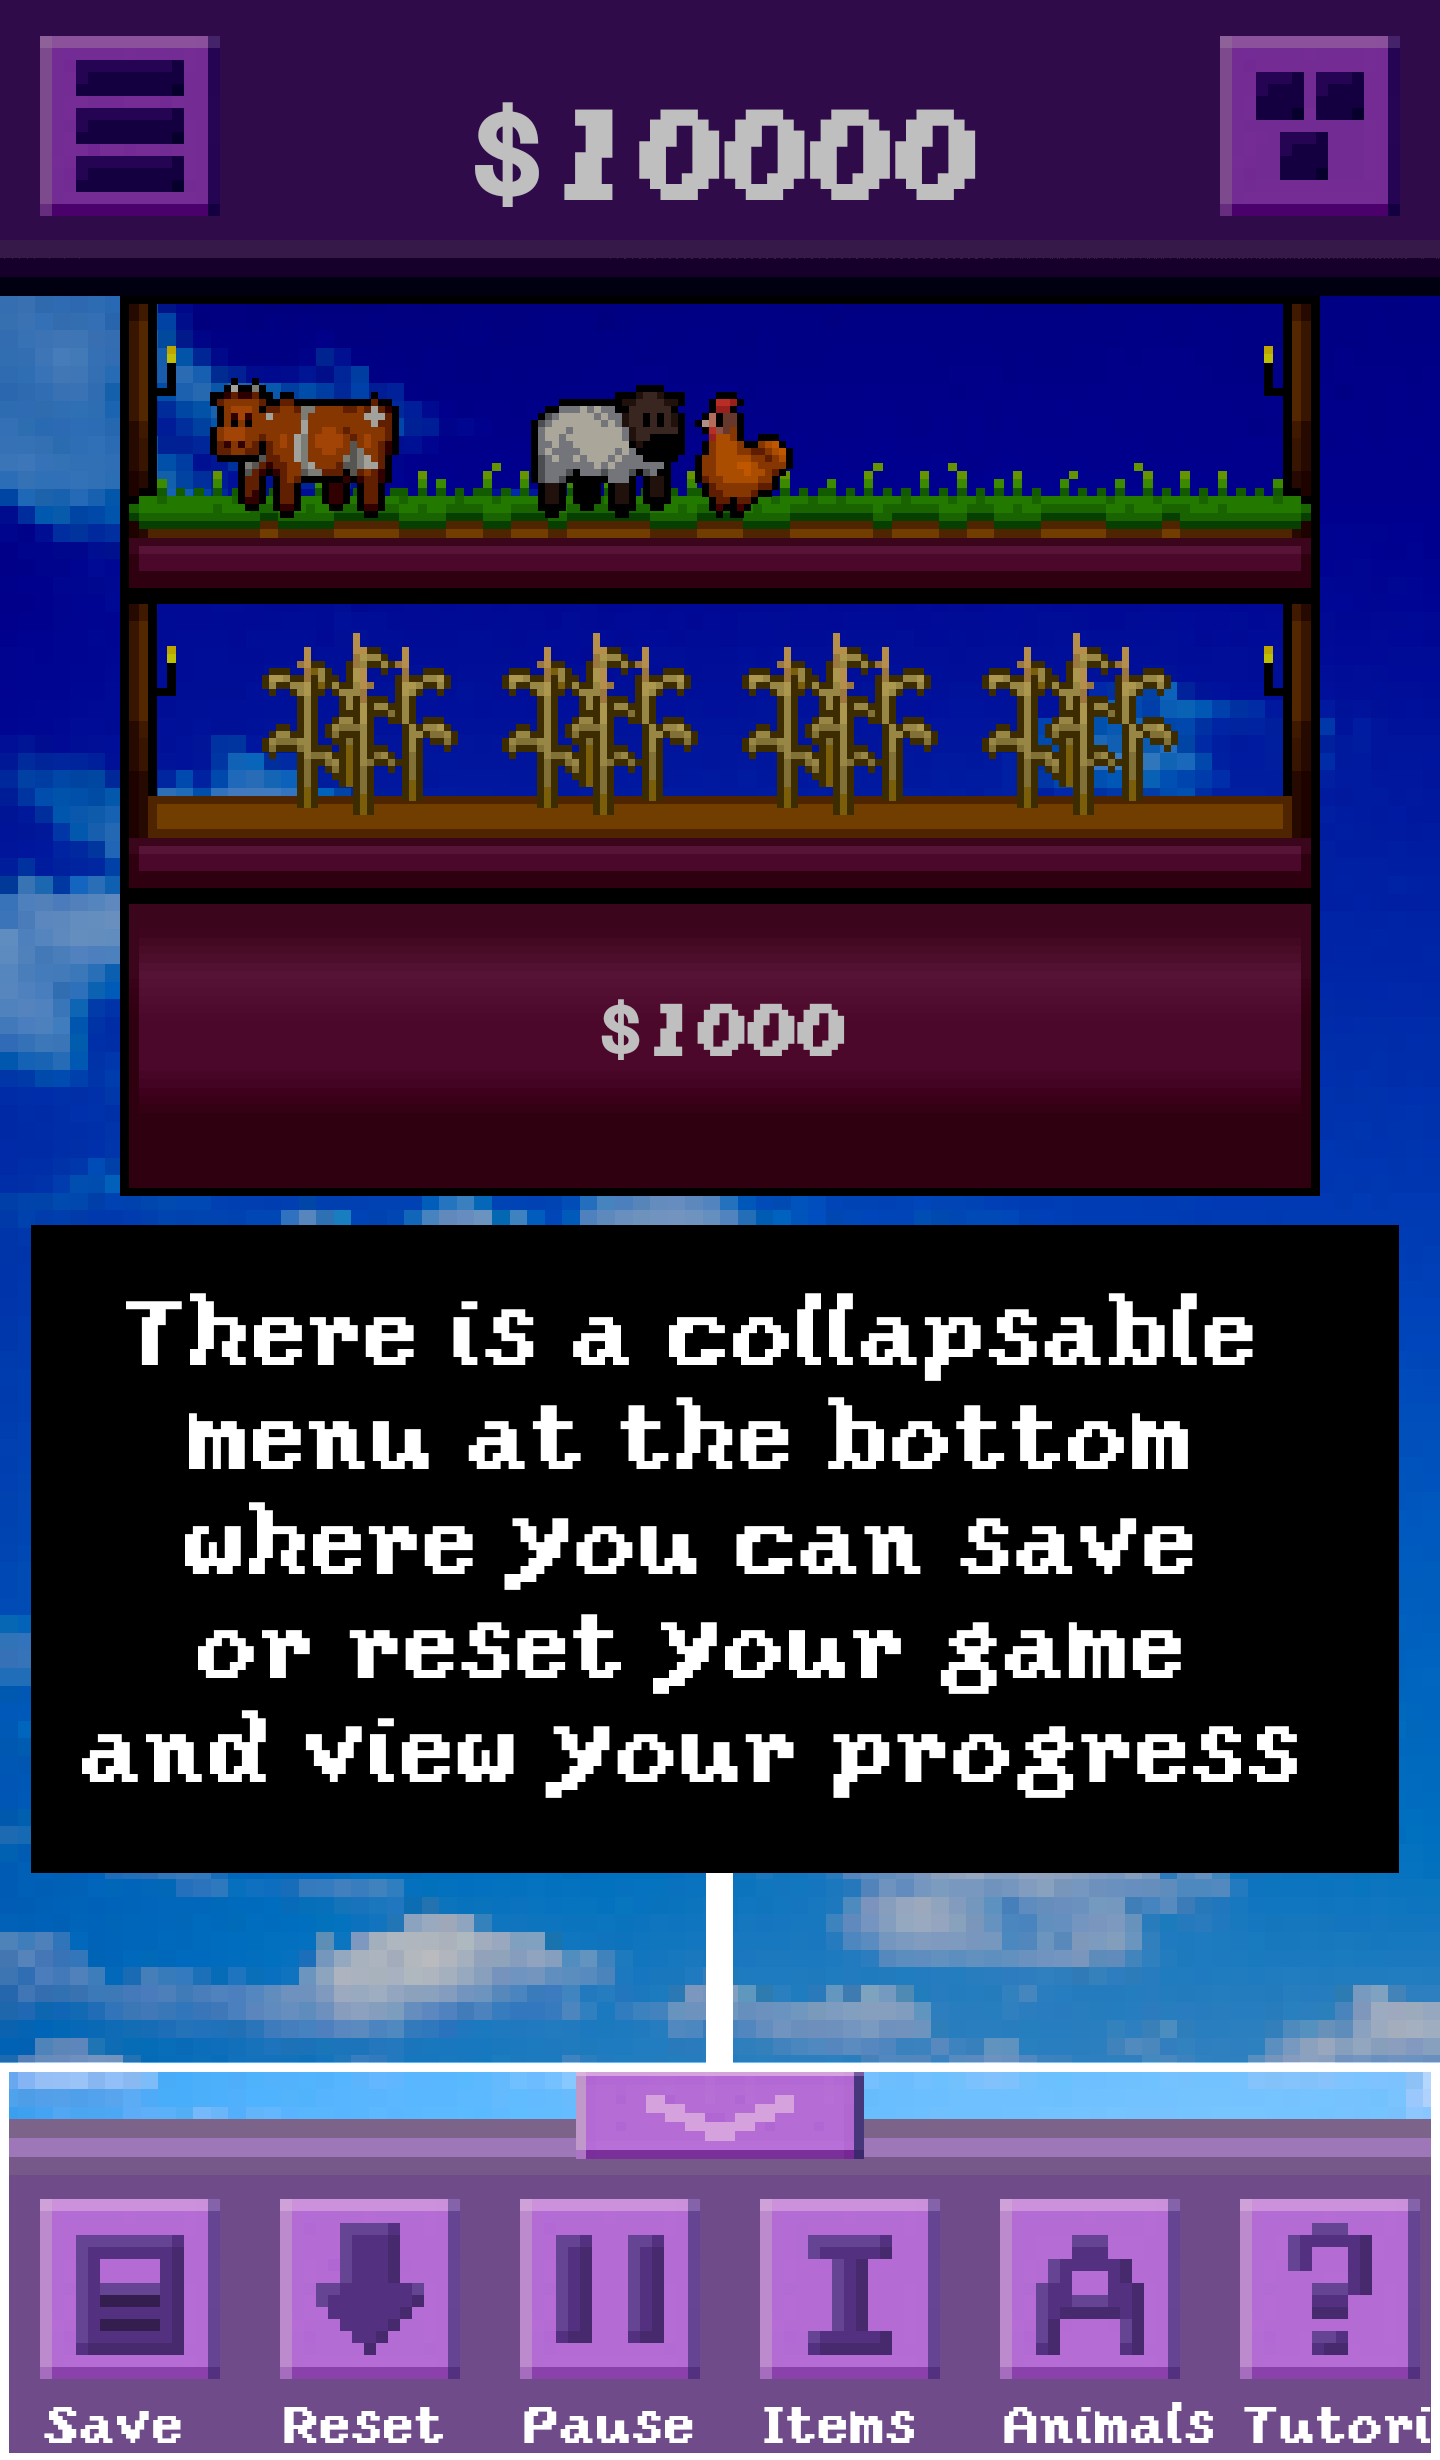 $10000
$1000
There is a collapsable
menu at the bottom
where you can save
or reset your game
and view your progress
I A ?
Save Reset Pause Items Animals Tutori